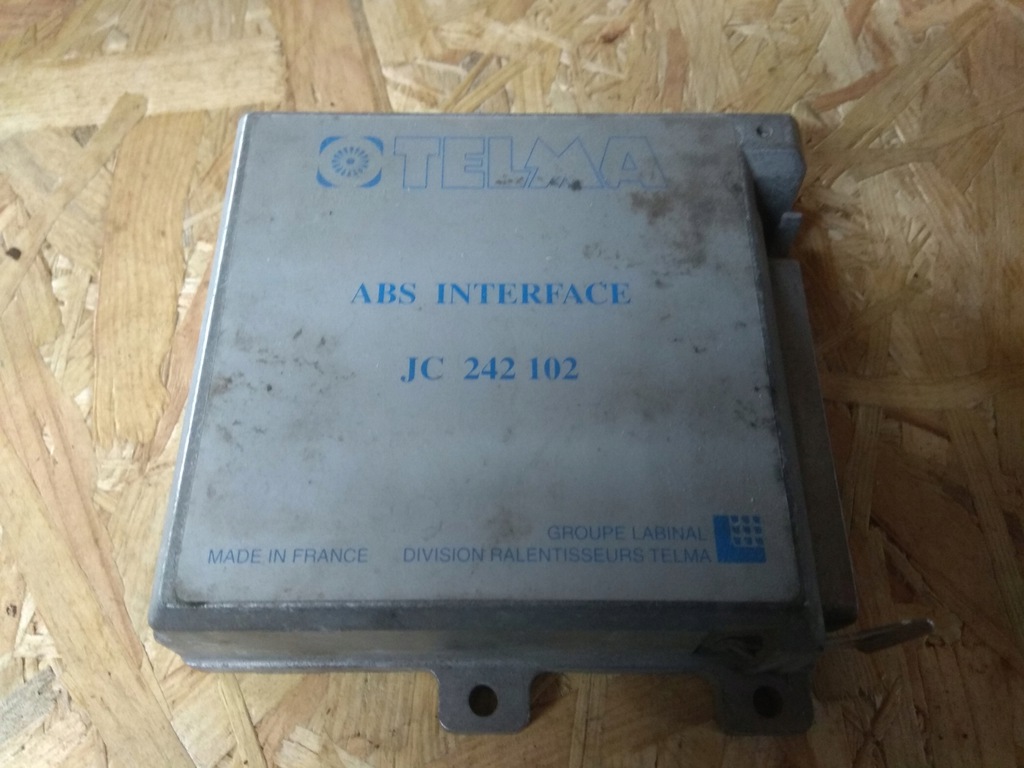 TELMA
ABS INTERFACE
JC 242 102
GROUPE LABINAL
MADE IN FRANCE DIVISION RALENTISSEURS TELMA